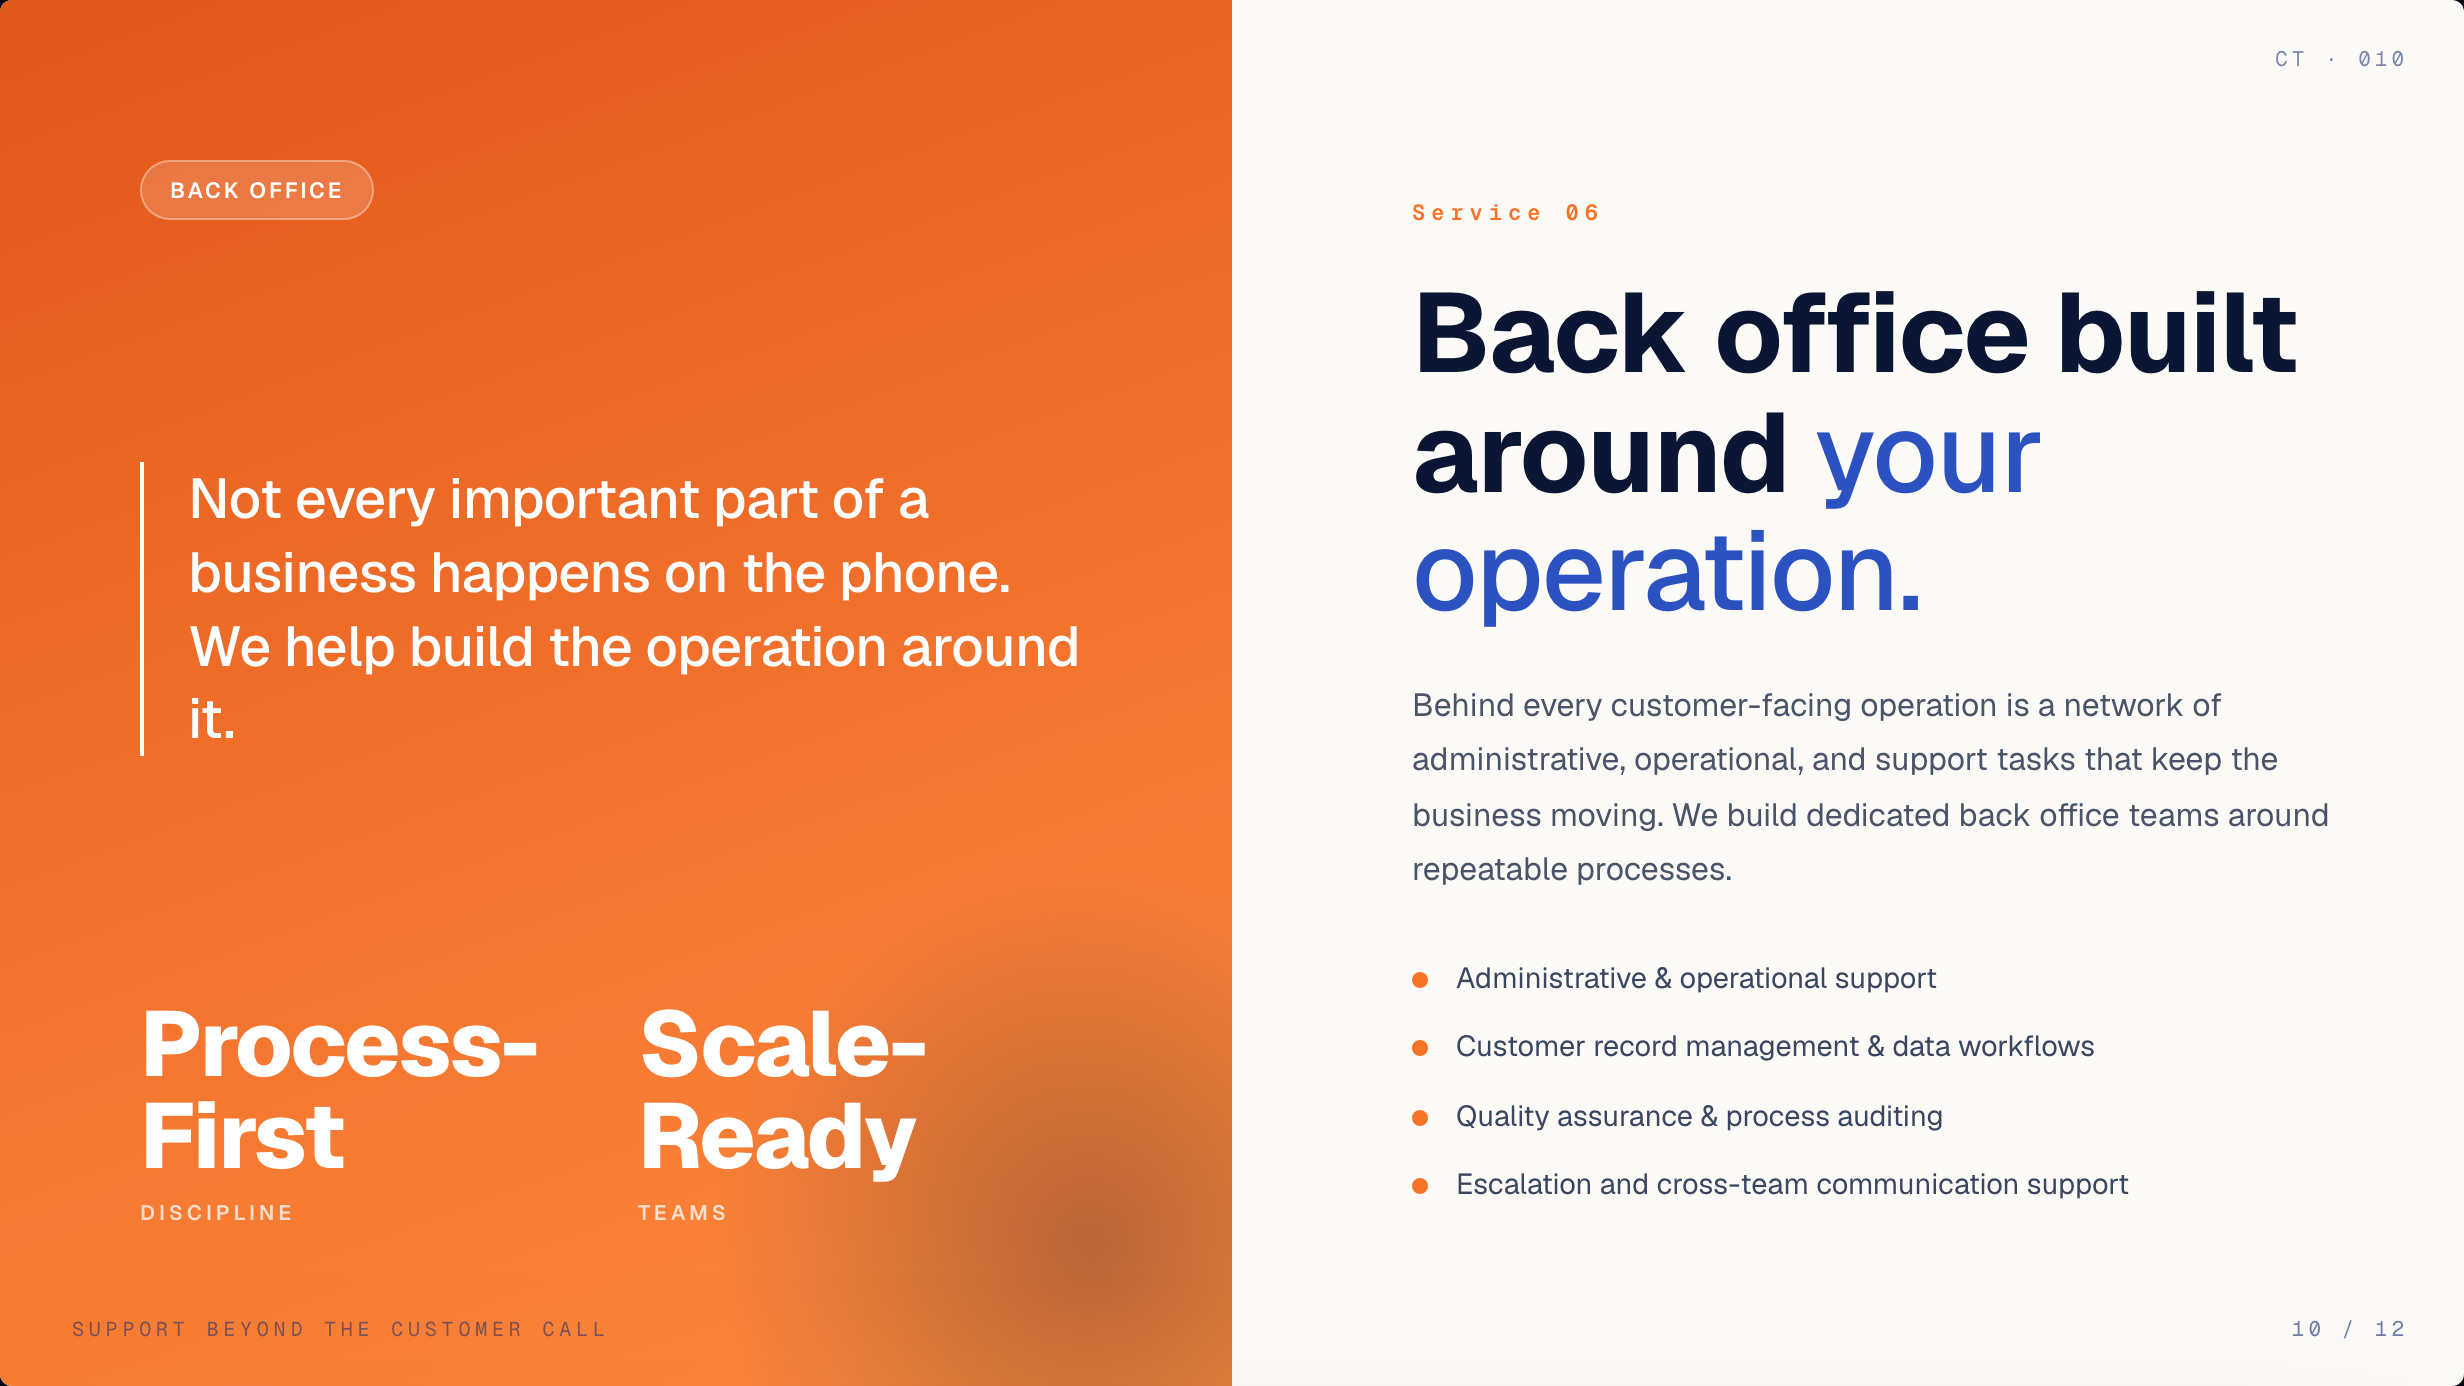 CT · 010
BACK OFFICE
Not every important part of a
business happens on the phone.
We help build the operation around
it.
Process-
First
DISCIPLINE
Scale-
Ready
TEAMS
SUPPORT BEYOND THE CUSTOMER CALL
Service 06
Back office built
around your
operation.
Behind every customer-facing operation is a network of
administrative, operational, and support tasks that keep the
business moving. We build dedicated back office teams around
repeatable processes.
Administrative & operational support
Customer record management & data workflows
Quality assurance & process auditing
Escalation and cross-team communication support
10 / 12